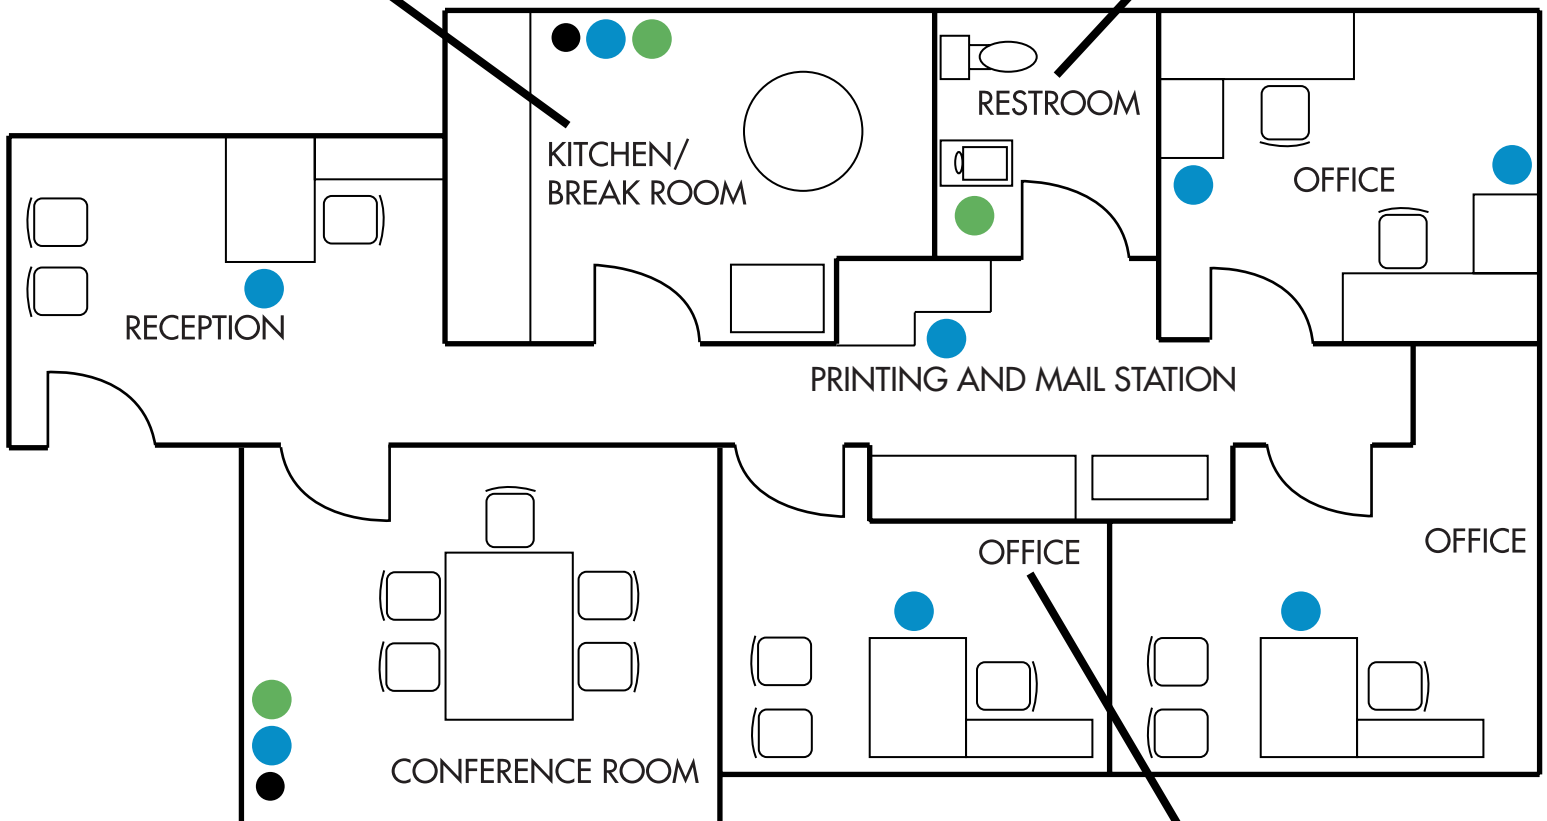 RESTROOM
KITCHEN/
BREAK ROOM
OFFICE
RECEPTION
PRINTING AND MAIL STATION
OFFICE
OFFICE
CONFERENCE ROOM